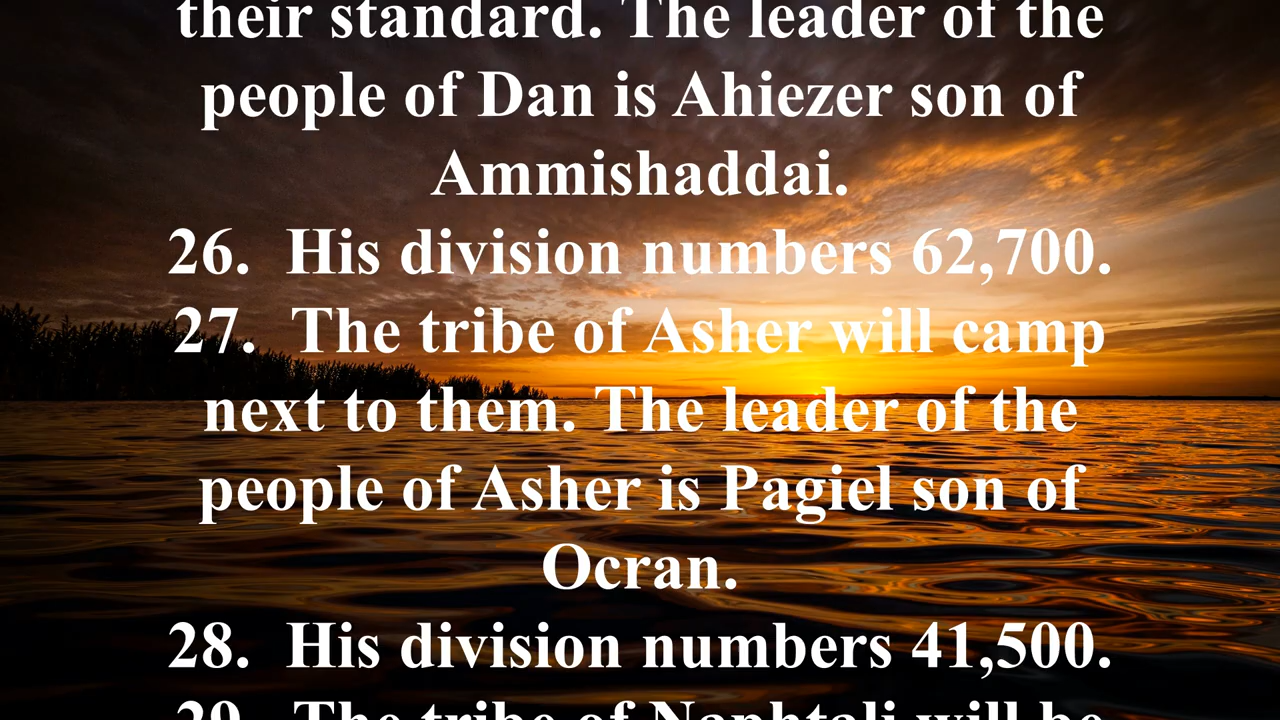 their standard. The leader of the
people of Dan is Ahiezer son of
Ammishaddai.
26.  His division numbers 62,700.
27.  The tribe of Asher will camp
next to them. The leader of the
people of Asher is Pagiel son of
Ocran.
28.  His division numbers 41,500.
29.  The tribe of Naphtali will be